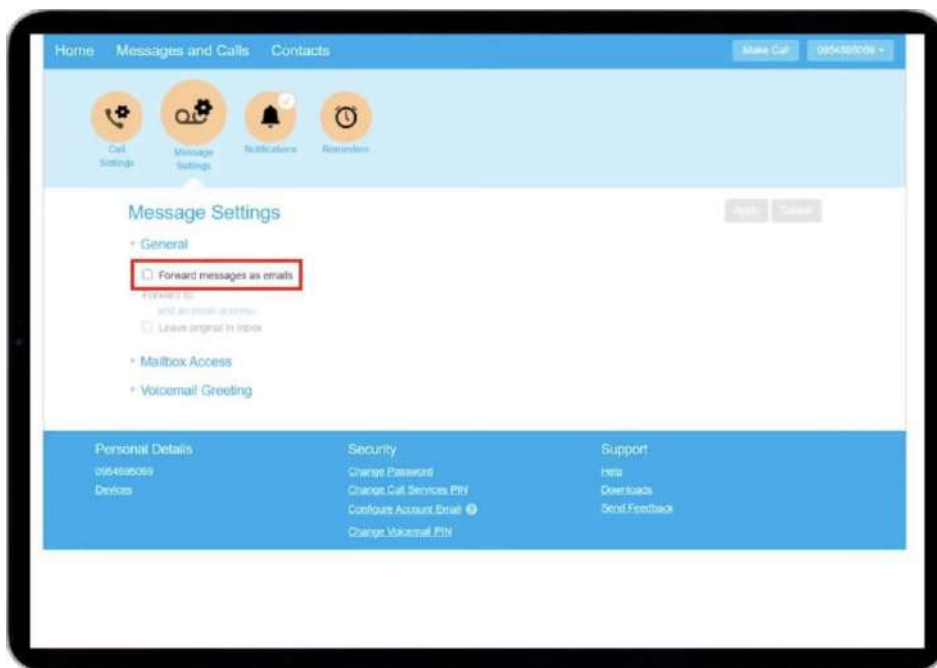 Home Messages and Calls Contacts Make Call
Call Settings
Message Settings
Notifications
Reminders
Message Settings
Apply Cancel
General
Forward messages as emails
Forward to
add an email address
Leave original in inbox
Mailbox Access
Voicemail Greeting
Personal Details Security Support
Change Password Help
Devices Change Call Services PIN Downloads
Configure Account Email Send Feedback
Change Voicemail PIN